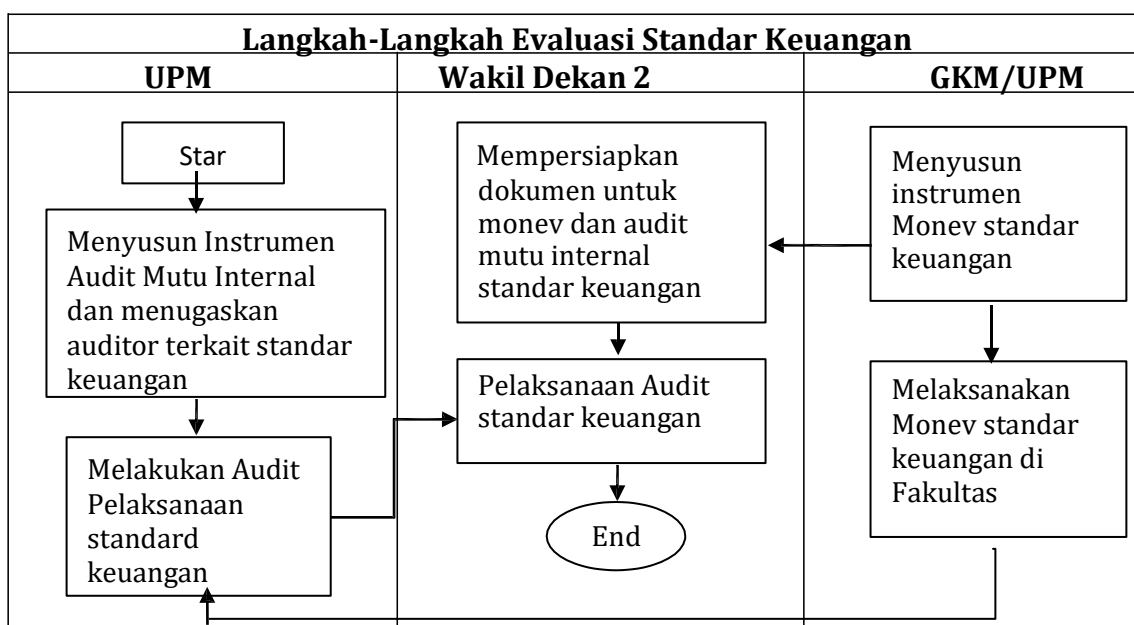 Langkah-Langkah Evaluasi Standar Keuangan
UPM
Wakil Dekan 2
GKM/UPM
Star
Menyusun Instrumen
Audit Mutu Internal
dan menugaskan
auditor terkait standar
keuangan
Melakukan Audit
Pelaksanaan
standard
keuangan
Mempersiapkan
dokumen untuk
monev dan audit
mutu internal
standar keuangan
Pelaksanaan Audit
standar keuangan
End
Menyusun
instrumen
Monev standar
keuangan
Melaksanakan
Monev standar
keuangan di
Fakultas